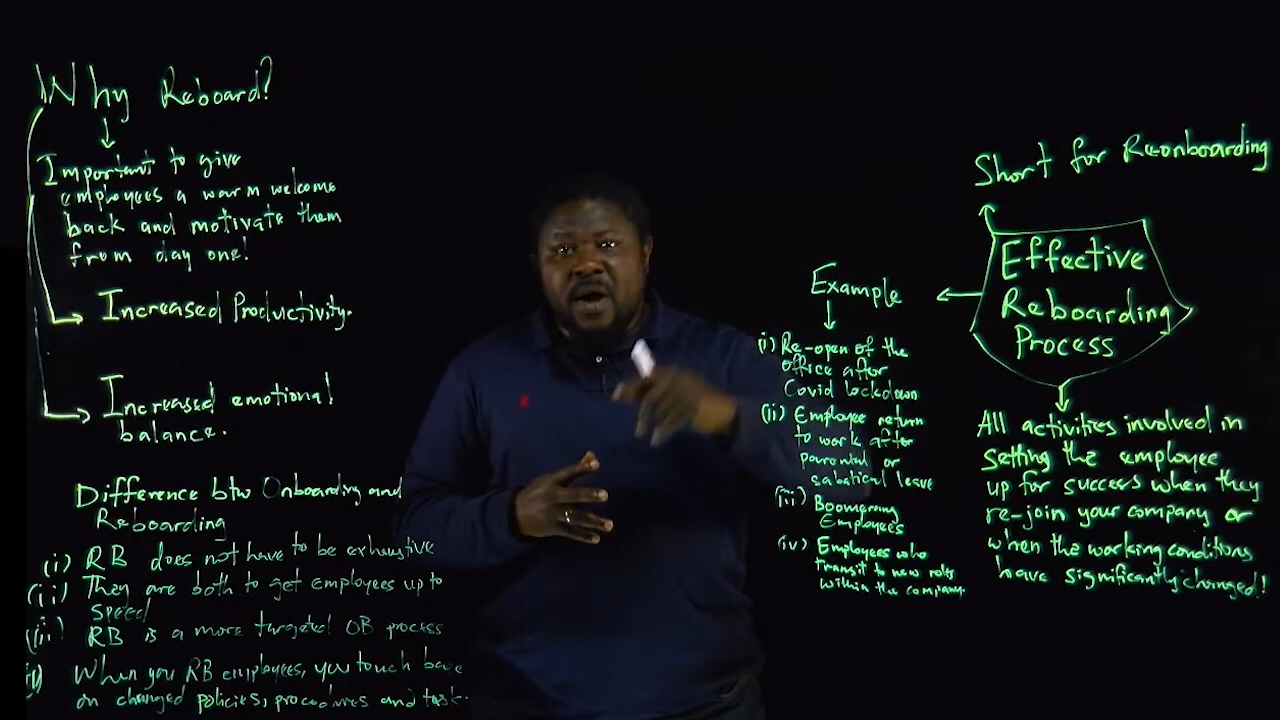 Why Reboard?
Important to give
employees a warm welcome
back and motivate them
from day one!
Increased Productivity.
Increased emotional
balance.
Difference btw Onboarding and
Reboarding
(i) RB does not have to be exhaustive
(ii) They are both to get employees up to
speed
(iii) RB is a more targeted OB process
iv) When you RB employees, you touch base
on changed policies, procedures and task.
Short for Reonboarding
Effective
Reboarding
Process
Example
(i) Re-open of the
office after
Covid lockdown
(ii) Employee return
to work after
parental or
sabatical leave
(iii) Boomerang
Employees
(iv) Employees who
transit to new roles
within the company.
All activities involved in
setting the employee
up for success when they
re-join your company or
when the working conditions
have significantly changed!